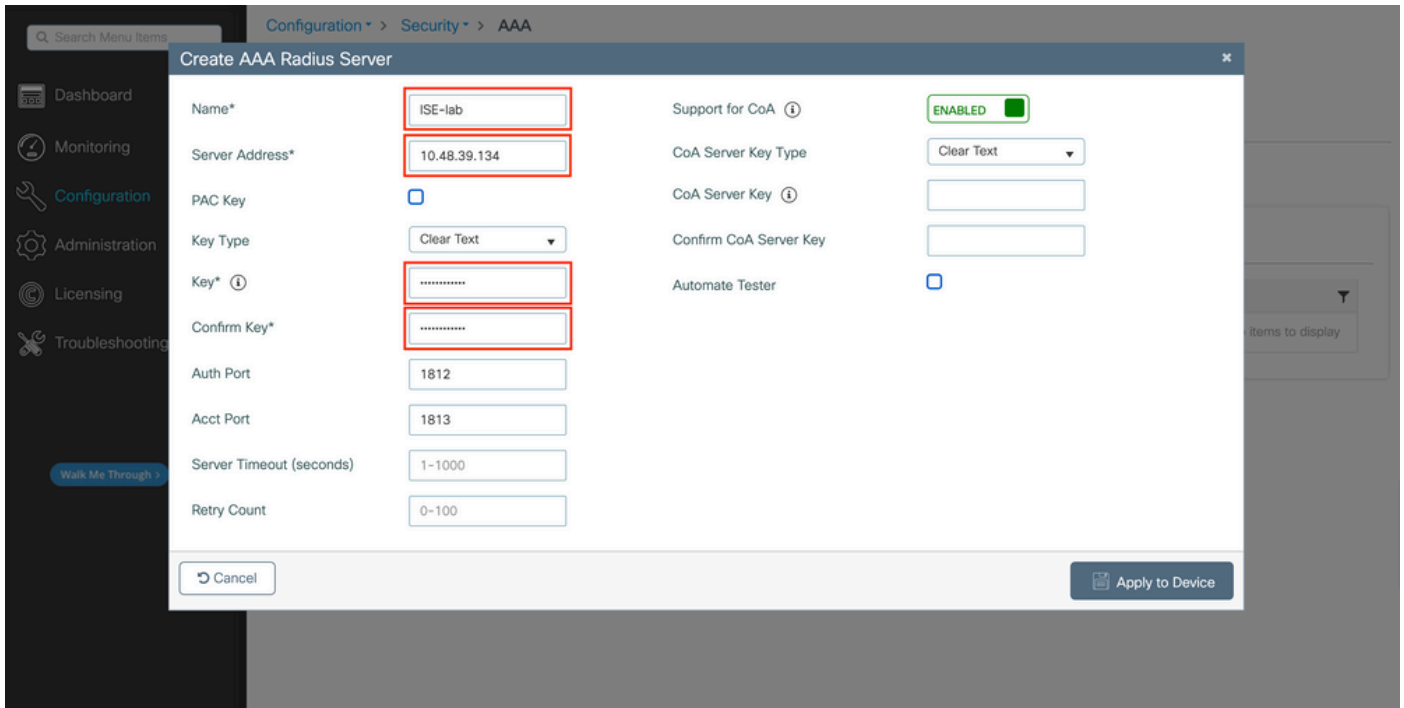 Search Menu Items
Configuration > Security > AAA
Create AAA Radius Server
Dashboard
Monitoring
Configuration
Administration
Licensing
Troubleshooting
Walk Me Through >
Name*
ISE-lab
Server Address*
10.48.39.134
PAC Key
Key Type
Clear Text
Key*
············
Confirm Key*
············
Auth Port
1812
Acct Port
1813
Server Timeout (seconds)
1-1000
Retry Count
0-100
Support for CoA
ENABLED
CoA Server Key Type
Clear Text
CoA Server Key
Confirm CoA Server Key
Automate Tester
items to display
Cancel
Apply to Device